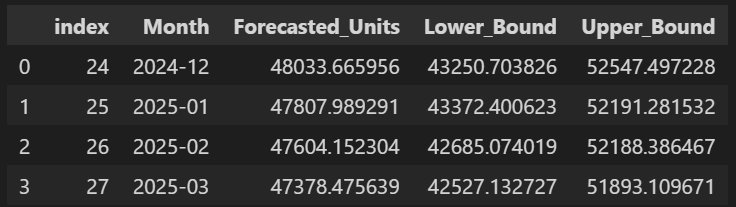 index Month Forecasted_Units Lower_Bound Upper_Bound
0 24 2024-12 48033.665956 43250.703826 52547.497228
1 25 2025-01 47807.989291 43372.400623 52191.281532
2 26 2025-02 47604.152304 42685.074019 52188.386467
3 27 2025-03 47378.475639 42527.132727 51893.109671